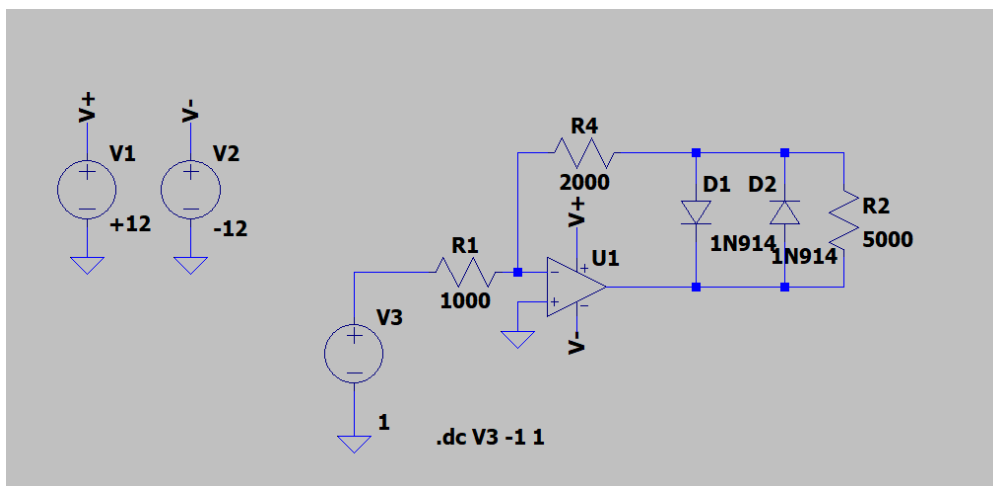 V+
V1
+12
V-
V2
-12
R4
2000
V+
D1
D2
R2
5000
1N914
1N914
R1
1000
U1
V-
V3
1
.dc V3 -1 1